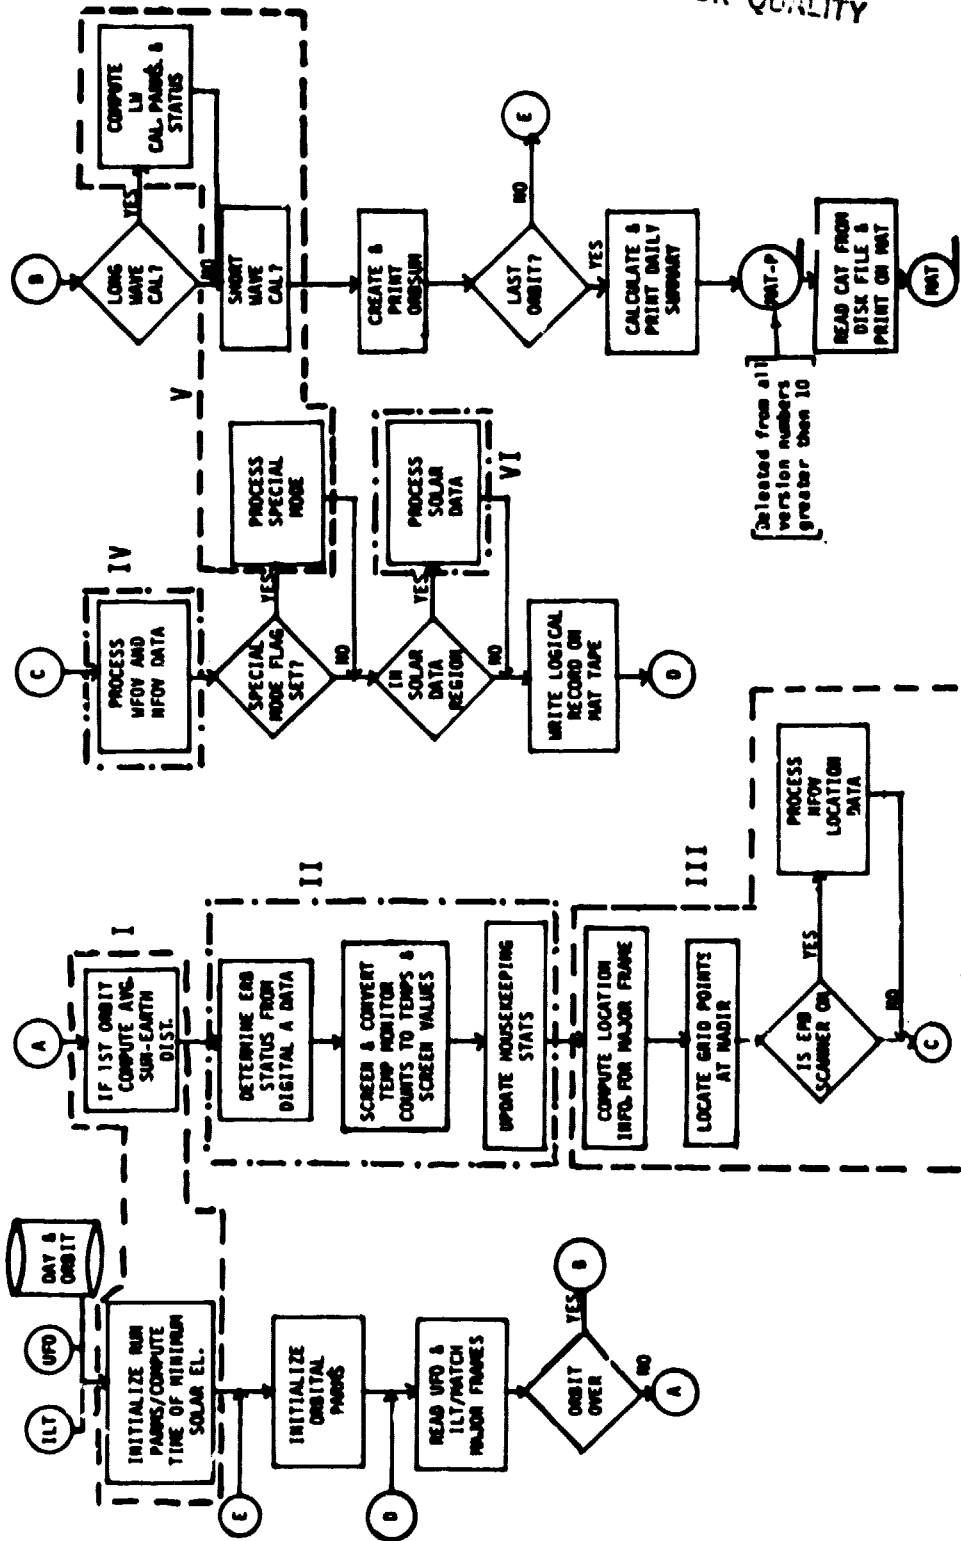 OR QUALITY
ILT
UFO
DAY &
ORBIT
INITIALIZE RUN
PARMS/COMPUTE
TIME OF MINIMUM
SOLAR EL.
E
INITIALIZE
ORBITAL
PARMS
D
READ UFO &
ILT/MATCH
MAJOR FRAMES
ORBIT
OVER
YES
B
NO
A
A
I
IF 1ST ORBIT
COMPUTE AVG.
SUN-EARTH
DIST.
II
DETERMINE ERB
STATUS FROM
DIGITAL A DATA
SCREEN & CONVERT
TEMP MONITOR
COUNTS TO TEMPS &
SCREEN VALUES
UPDATE HOUSEKEEPING
STATS
III
COMPUTE LOCATION
INFO. FOR MAJOR FRAME
LOCATE GRID POINTS
AT NADIR
IS ERB
SCANNER ON
YES
PROCESS
NFOV
LOCATION
DATA
NO
C
C
IV
PROCESS
WFOV AND
NFOV DATA
SPECIAL
MODE FLAG
SET?
YES
PROCESS
SPECIAL
MODE
NO
IN
SOLAR
DATA
REGION
YES
PROCESS
SOLAR
DATA
VI
NO
WRITE LOGICAL
RECORD ON
MAT TAPE
D
B
LONG
WAVE
CAL?
YES
COMPUTE
LW
CAL. PARMS. &
STATUS
NO
V
SHORT
WAVE
CAL?
CREATE &
PRINT
ORBSUM
LAST
ORBIT?
NO
E
YES
CALCULATE &
PRINT DAILY
SUMMARY
MAT-P
Deleated from all
version numbers
greater then 10
READ CAT FROM
DISK FILE &
PRINT ON MAT
MAT